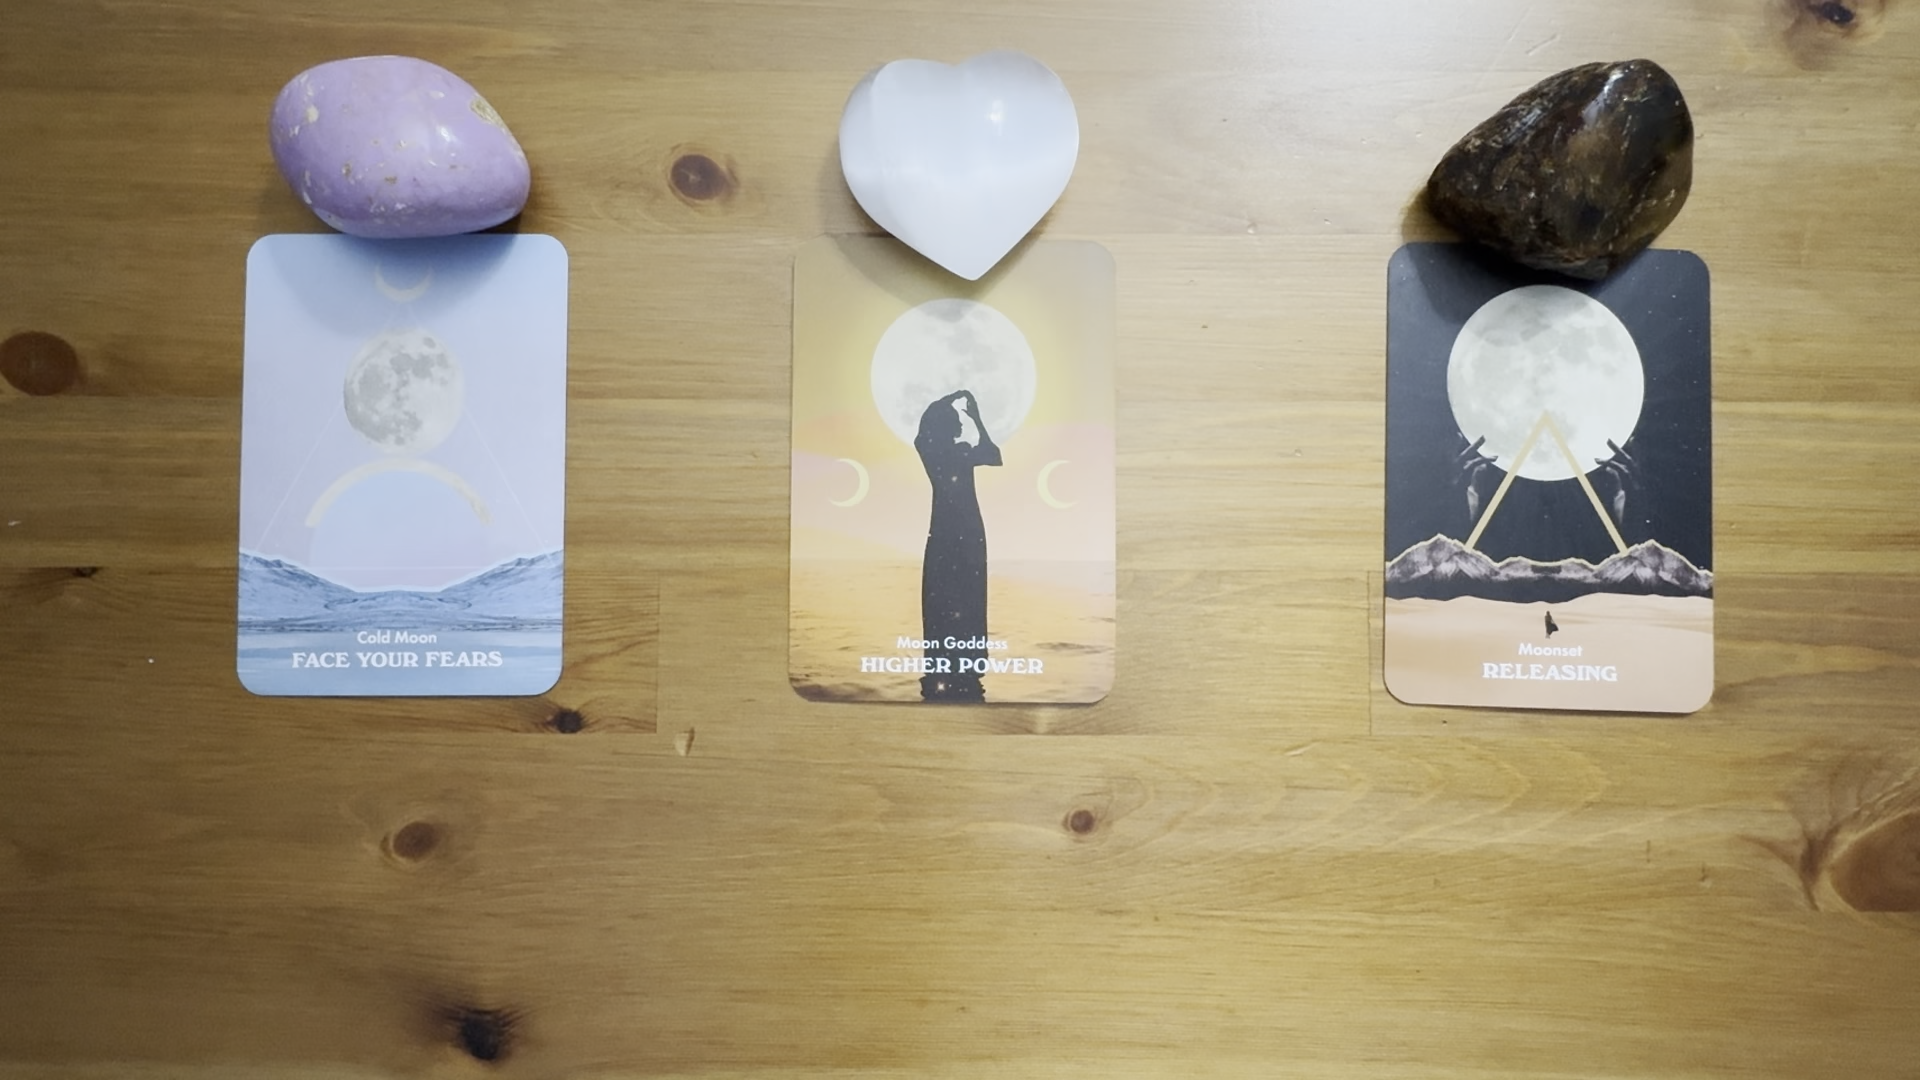 Cold Moon
FACE YOUR FEARS
Moon Goddess
HIGHER POWER
Moonset
RELEASING